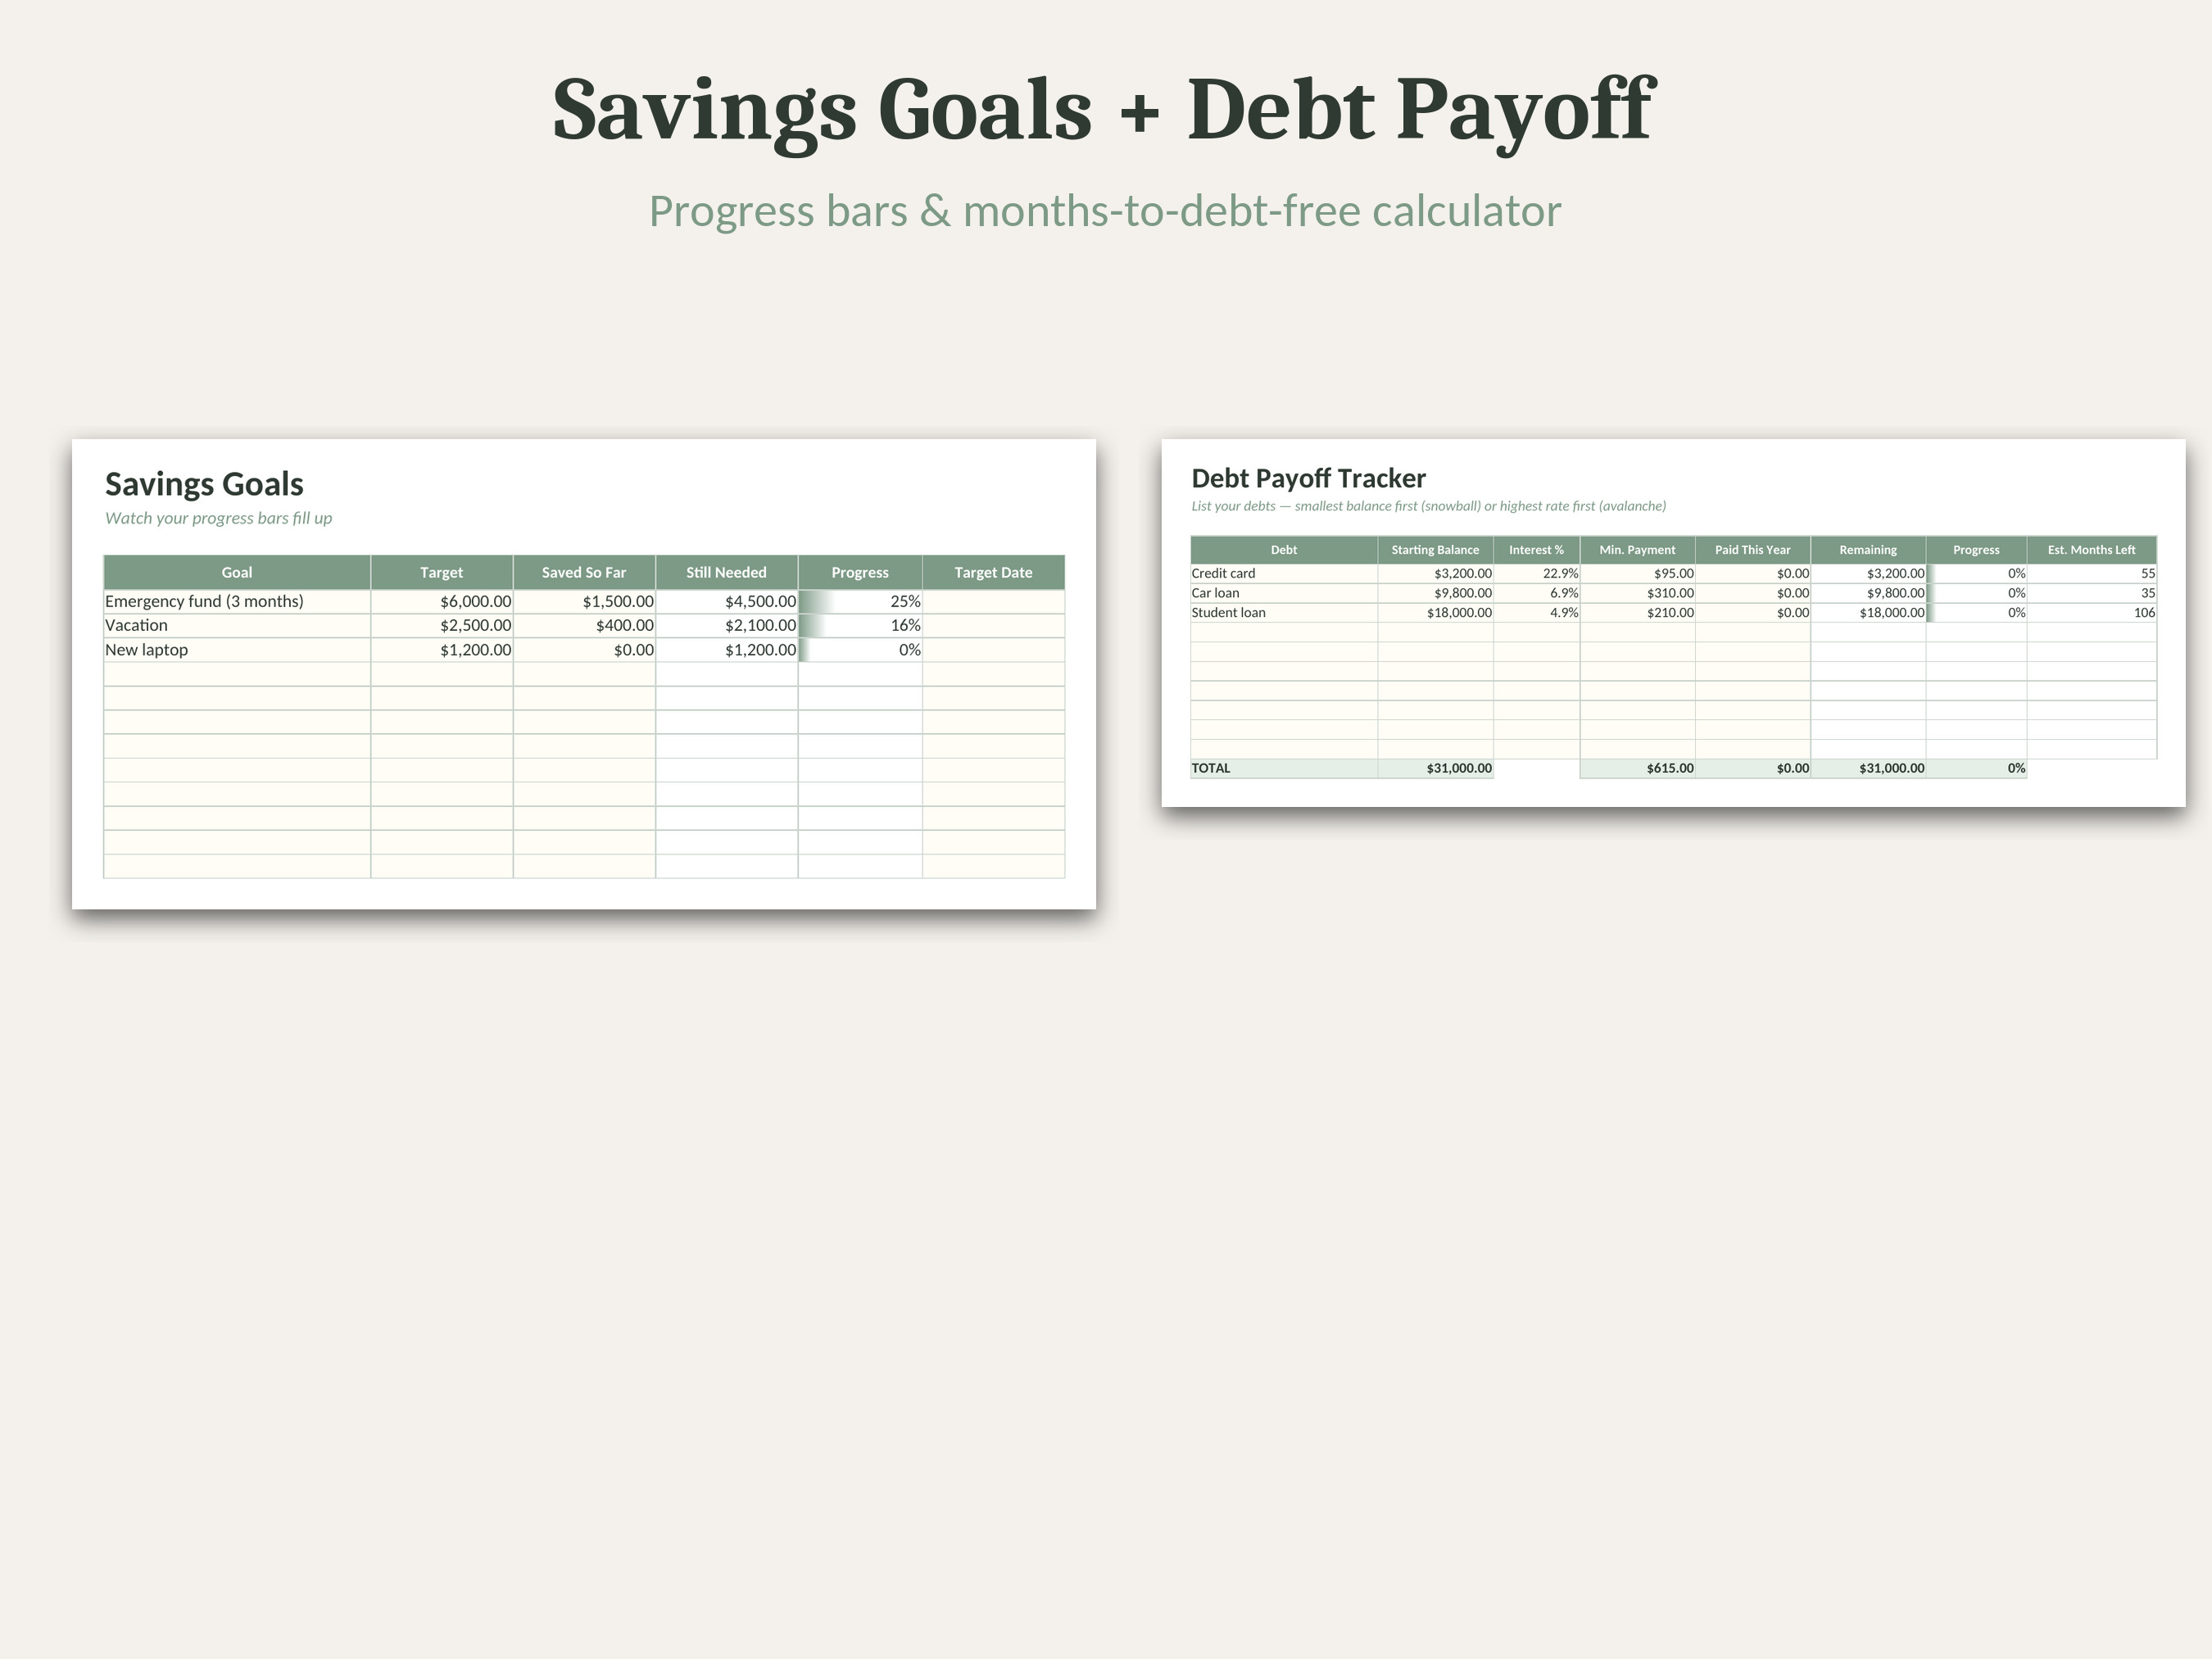 Savings Goals + Debt Payoff
Progress bars & months-to-debt-free calculator
Savings Goals
Watch your progress bars fill up
Goal Target Saved So Far Still Needed Progress Target Date
Emergency fund (3 months) $6,000.00 $1,500.00 $4,500.00 25%
Vacation $2,500.00 $400.00 $2,100.00 16%
New laptop $1,200.00 $0.00 $1,200.00 0%
Debt Payoff Tracker
List your debts — smallest balance first (snowball) or highest rate first (avalanche)
Debt Starting Balance Interest % Min. Payment Paid This Year Remaining Progress Est. Months Left
Credit card $3,200.00 22.9% $95.00 $0.00 $3,200.00 0% 55
Car loan $9,800.00 6.9% $310.00 $0.00 $9,800.00 0% 35
Student loan $18,000.00 4.9% $210.00 $0.00 $18,000.00 0% 106
TOTAL $31,000.00 $615.00 $0.00 $31,000.00 0%